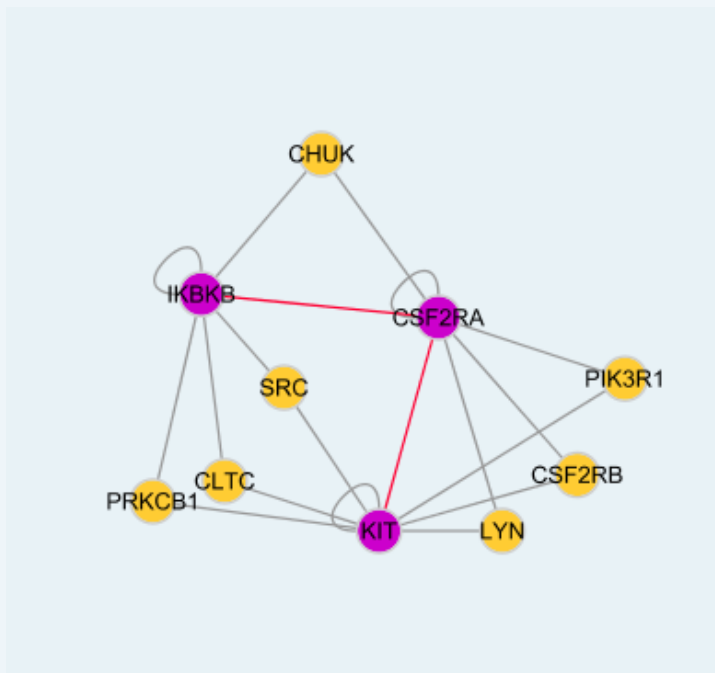 CHUK
IKBKB
CSF2RA
PIK3R1
SRC
CSF2RB
CLTC
PRKCB1
KIT
LYN